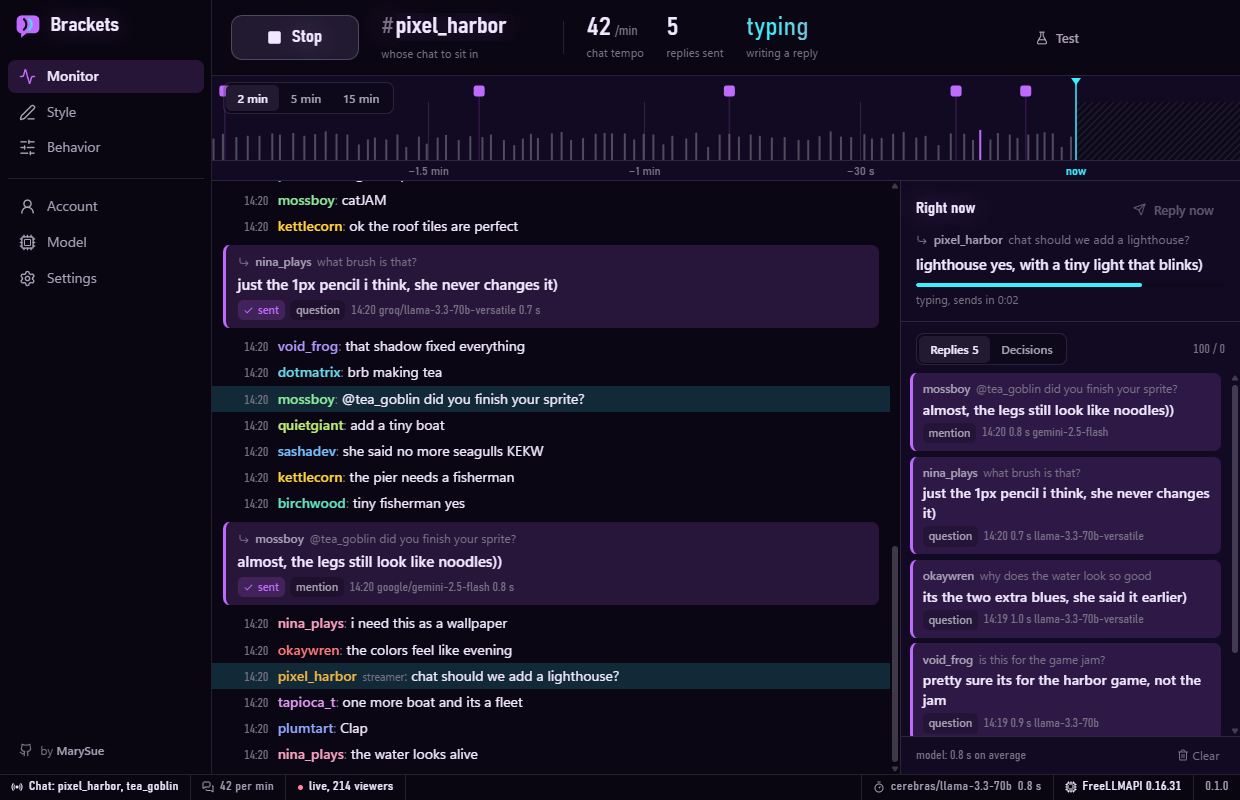 Brackets
Monitor
Style
Behavior
Account
Model
Settings
by MarySue
Stop
#pixel_harbor
whose chat to sit in
42 /min
chat tempo
5
replies sent
typing
writing a reply
Test
2 min 5 min 15 min
−1.5 min −1 min −30 s now
14:20 mossboy: catJAM
14:20 kettlecorn: ok the roof tiles are perfect
nina_plays what brush is that?
just the 1px pencil i think, she never changes it)
sent question 14:20 groq/llama-3.3-70b-versatile 0.7 s
14:20 void_frog: that shadow fixed everything
14:20 dotmatrix: brb making tea
14:20 mossboy: @tea_goblin did you finish your sprite?
14:20 quietgiant: add a tiny boat
14:20 sashadev: she said no more seagulls KEKW
14:20 kettlecorn: the pier needs a fisherman
14:20 birchwood: tiny fisherman yes
mossboy @tea_goblin did you finish your sprite?
almost, the legs still look like noodles))
sent mention 14:20 google/gemini-2.5-flash 0.8 s
14:20 nina_plays: i need this as a wallpaper
14:20 okaywren: the colors feel like evening
14:20 pixel_harbor streamer: chat should we add a lighthouse?
14:20 tapioca_t: one more boat and its a fleet
14:20 plumtart: Clap
14:20 nina_plays: the water looks alive
Right now
Reply now
pixel_harbor chat should we add a lighthouse?
lighthouse yes, with a tiny light that blinks)
typing, sends in 0:02
Replies 5 Decisions 100 / 0
mossboy @tea_goblin did you finish your sprite?
almost, the legs still look like noodles))
mention 14:20 0.8 s gemini-2.5-flash
nina_plays what brush is that?
just the 1px pencil i think, she never changes
it)
question 14:20 0.7 s llama-3.3-70b-versatile
okaywren why does the water look so good
its the two extra blues, she said it earlier)
question 14:19 1.0 s llama-3.3-70b-versatile
void_frog is this for the game jam?
pretty sure its for the harbor game, not the
jam
question 14:19 0.9 s llama-3.3-70b
model: 0.8 s on average
Clear
Chat: pixel_harbor, tea_goblin
42 per min
live, 214 viewers
cerebras/llama-3.3-70b 0.8 s
FreeLLMAPI 0.16.31
0.1.0